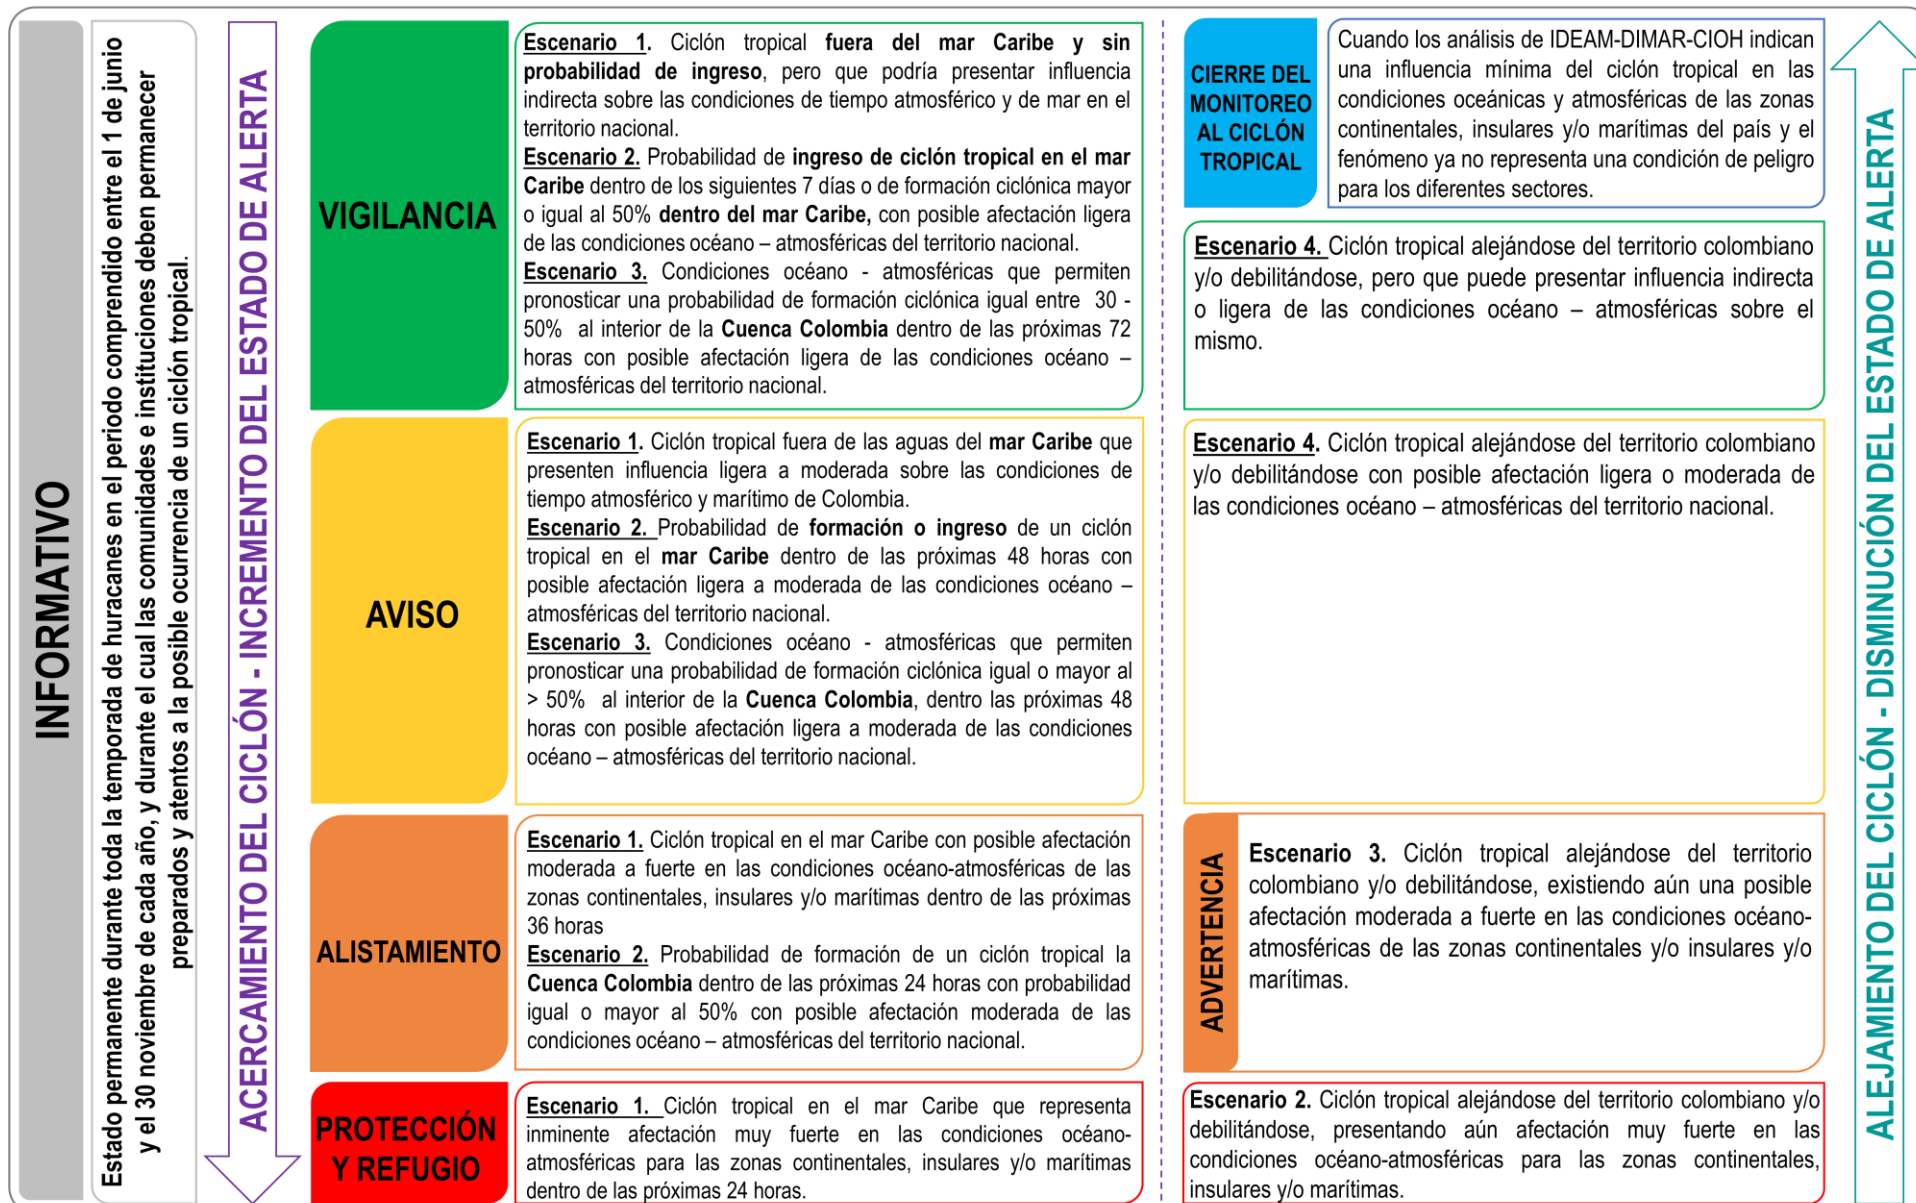 INFORMATIVO
Estado permanente durante toda la temporada de huracanes en el periodo comprendido entre el 1 de junio
y el 30 noviembre de cada año, y durante el cual las comunidades e instituciones deben permanecer
preparados y atentos a la posible ocurrencia de un ciclón tropical.
ACERCAMIENTO DEL CICLÓN - INCREMENTO DEL ESTADO DE ALERTA
VIGILANCIA
Escenario 1. Ciclón tropical fuera del mar Caribe y sin
probabilidad de ingreso, pero que podría presentar influencia
indirecta sobre las condiciones de tiempo atmosférico y de mar en el
territorio nacional.
Escenario 2. Probabilidad de ingreso de ciclón tropical en el mar
Caribe dentro de los siguientes 7 días o de formación ciclónica mayor
o igual al 50% dentro del mar Caribe, con posible afectación ligera
de las condiciones océano – atmosféricas del territorio nacional.
Escenario 3. Condiciones océano - atmosféricas que permiten
pronosticar una probabilidad de formación ciclónica igual entre 30 -
50% al interior de la Cuenca Colombia dentro de las próximas 72
horas con posible afectación ligera de las condiciones océano –
atmosféricas del territorio nacional.
AVISO
Escenario 1. Ciclón tropical fuera de las aguas del mar Caribe que
presenten influencia ligera a moderada sobre las condiciones de
tiempo atmosférico y marítimo de Colombia.
Escenario 2. Probabilidad de formación o ingreso de un ciclón
tropical en el mar Caribe dentro de las próximas 48 horas con
posible afectación ligera a moderada de las condiciones océano –
atmosféricas del territorio nacional.
Escenario 3. Condiciones océano - atmosféricas que permiten
pronosticar una probabilidad de formación ciclónica igual o mayor al
> 50% al interior de la Cuenca Colombia, dentro las próximas 48
horas con posible afectación ligera a moderada de las condiciones
océano – atmosféricas del territorio nacional.
ALISTAMIENTO
Escenario 1. Ciclón tropical en el mar Caribe con posible afectación
moderada a fuerte en las condiciones océano-atmosféricas de las
zonas continentales, insulares y/o marítimas dentro de las próximas
36 horas
Escenario 2. Probabilidad de formación de un ciclón tropical la
Cuenca Colombia dentro de las próximas 24 horas con probabilidad
igual o mayor al 50% con posible afectación moderada de las
condiciones océano – atmosféricas del territorio nacional.
PROTECCIÓN
Y REFUGIO
Escenario 1. Ciclón tropical en el mar Caribe que representa
inminente afectación muy fuerte en las condiciones océano-
atmosféricas para las zonas continentales, insulares y/o marítimas
dentro de las próximas 24 horas.
CIERRE DEL
MONITOREO
AL CICLÓN
TROPICAL
Cuando los análisis de IDEAM-DIMAR-CIOH indican
una influencia mínima del ciclón tropical en las
condiciones oceánicas y atmosféricas de las zonas
continentales, insulares y/o marítimas del país y el
fenómeno ya no representa una condición de peligro
para los diferentes sectores.
Escenario 4. Ciclón tropical alejándose del territorio colombiano
y/o debilitándose, pero que puede presentar influencia indirecta
o ligera de las condiciones océano – atmosféricas sobre el
mismo.
Escenario 4. Ciclón tropical alejándose del territorio colombiano
y/o debilitándose con posible afectación ligera o moderada de
las condiciones océano – atmosféricas del territorio nacional.
ADVERTENCIA
Escenario 3. Ciclón tropical alejándose del territorio
colombiano y/o debilitándose, existiendo aún una posible
afectación moderada a fuerte en las condiciones océano-
atmosféricas de las zonas continentales y/o insulares y/o
marítimas.
Escenario 2. Ciclón tropical alejándose del territorio colombiano y/o
debilitándose, presentando aún afectación muy fuerte en las
condiciones océano-atmosféricas para las zonas continentales,
insulares y/o marítimas.
ALEJAMIENTO DEL CICLÓN - DISMINUCIÓN DEL ESTADO DE ALERTA